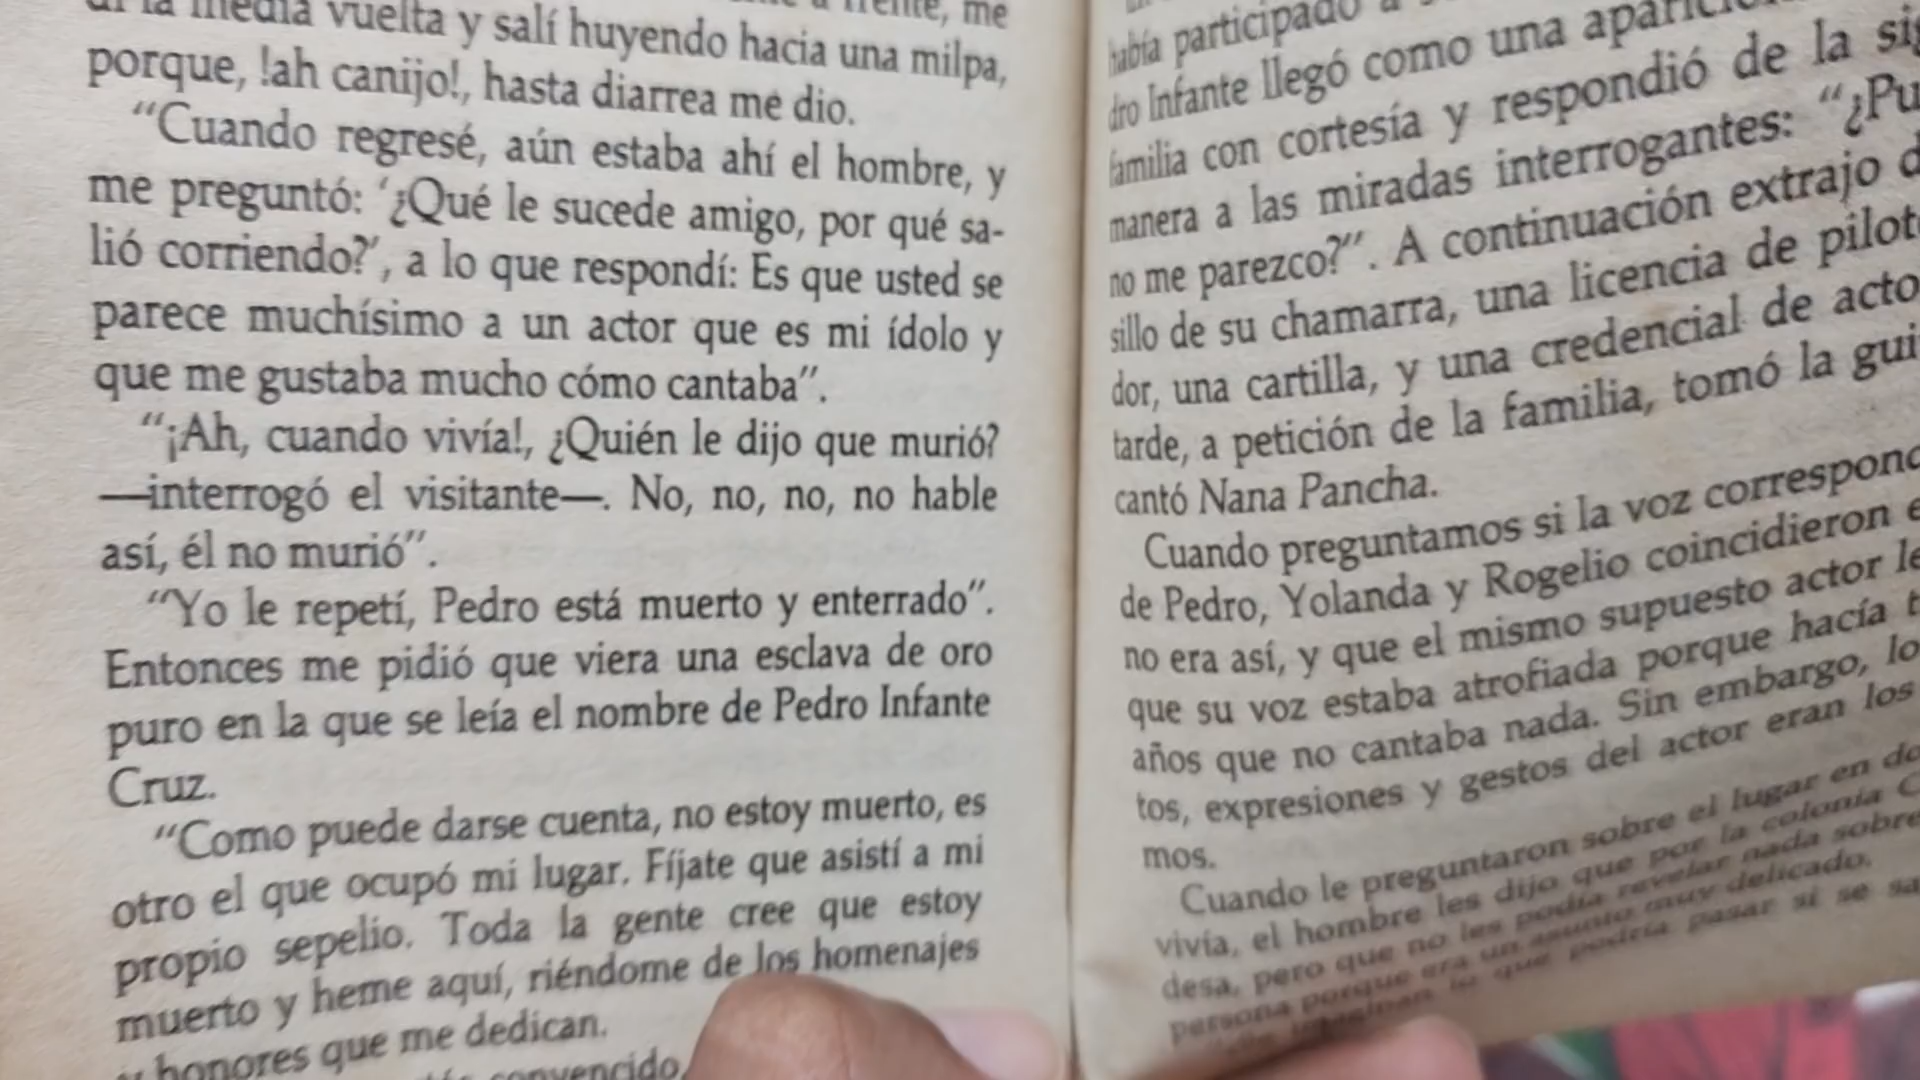 la media vuelta y salí huyendo hacia una milpa,
porque, !ah canijo!, hasta diarrea me dio.
“Cuando regresé, aún estaba ahí el hombre, y
me preguntó: ‘¿Qué le sucede amigo, por qué sa-
lió corriendo?’, a lo que respondí: Es que usted se
parece muchísimo a un actor que es mi ídolo y
que me gustaba mucho cómo cantaba”.
“¡Ah, cuando vivía!, ¿Quién le dijo que murió?
—interrogó el visitante—. No, no, no, no hable
así, él no murió”.
“Yo le repetí, Pedro está muerto y enterrado”.
Entonces me pidió que viera una esclava de oro
puro en la que se leía el nombre de Pedro Infante
Cruz.
“Como puede darse cuenta, no estoy muerto, es
otro el que ocupó mi lugar. Fíjate que asistí a mi
propio sepelio. Toda la gente cree que estoy
muerto y heme aquí, riéndome de los homenajes
y honores que me dedican.
convencido,
había participado
dro Infante llegó como una
familia con cortesía y respondió de la
manera a las miradas interrogantes: “¿
no me parezco?”. A continuación extrajo
sillo de su chamarra, una licencia de
dor, una cartilla, y una credencial de
tarde, a petición de la familia, tomó la
cantó Nana Pancha.
Cuando preguntamos si la voz
de Pedro, Yolanda y Rogelio coincidieron
no era así, y que el mismo supuesto actor
que su voz estaba atrofiada porque hacía
años que no cantaba nada. Sin embargo,
tos, expresiones y gestos del actor eran los
mos.
Cuando le preguntaron sobre el lugar en
vivía, el hombre les dijo que por la colonia
desa, pero que no les podía revelar nada sobre
persona porque era un asunto muy delicado.
que podría pasar si se